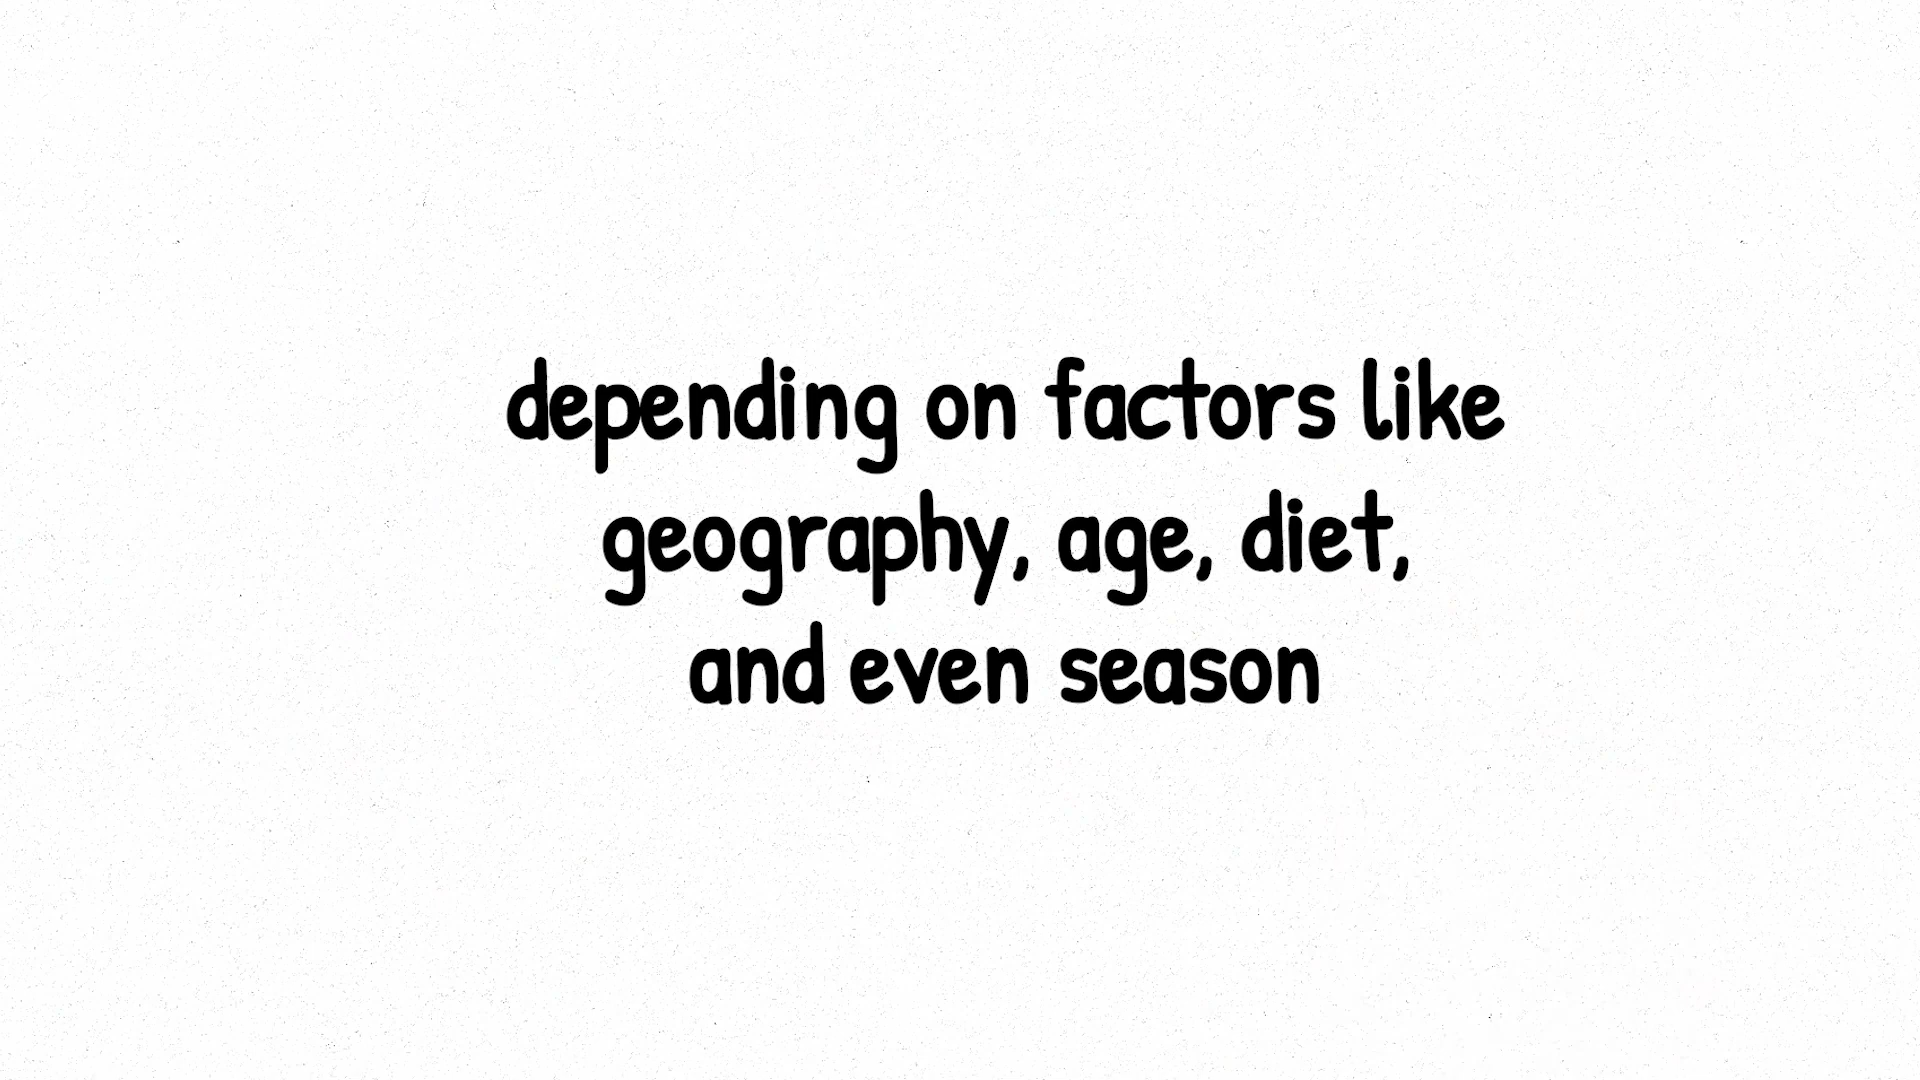 depending on factors like
geography, age, diet,
and even season